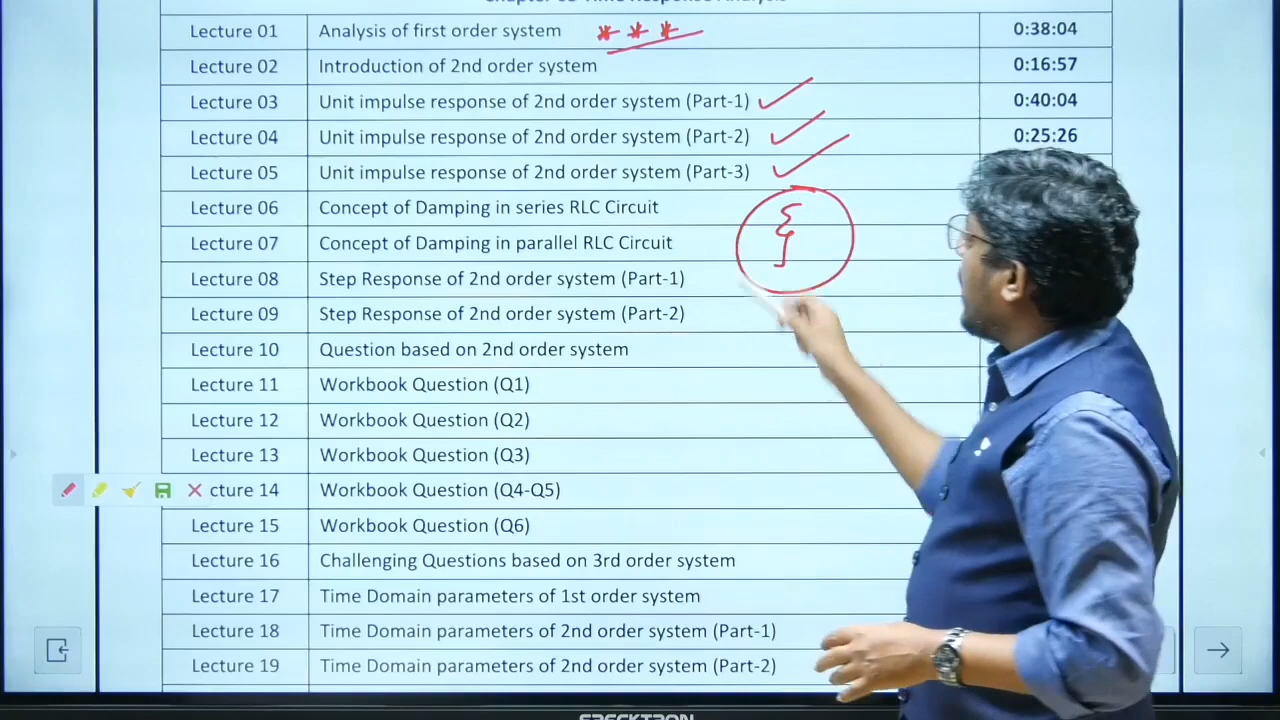 Lecture 01 Analysis of first order system *** 0:38:04
Lecture 02 Introduction of 2nd order system 0:16:57
Lecture 03 Unit impulse response of 2nd order system (Part-1) 0:40:04
Lecture 04 Unit impulse response of 2nd order system (Part-2) 0:25:26
Lecture 05 Unit impulse response of 2nd order system (Part-3)
Lecture 06 Concept of Damping in series RLC Circuit
Lecture 07 Concept of Damping in parallel RLC Circuit
Lecture 08 Step Response of 2nd order system (Part-1)
Lecture 09 Step Response of 2nd order system (Part-2)
Lecture 10 Question based on 2nd order system
Lecture 11 Workbook Question (Q1)
Lecture 12 Workbook Question (Q2)
Lecture 13 Workbook Question (Q3)
cture 14 Workbook Question (Q4-Q5)
Lecture 15 Workbook Question (Q6)
Lecture 16 Challenging Questions based on 3rd order system
Lecture 17 Time Domain parameters of 1st order system
Lecture 18 Time Domain parameters of 2nd order system (Part-1)
Lecture 19 Time Domain parameters of 2nd order system (Part-2)